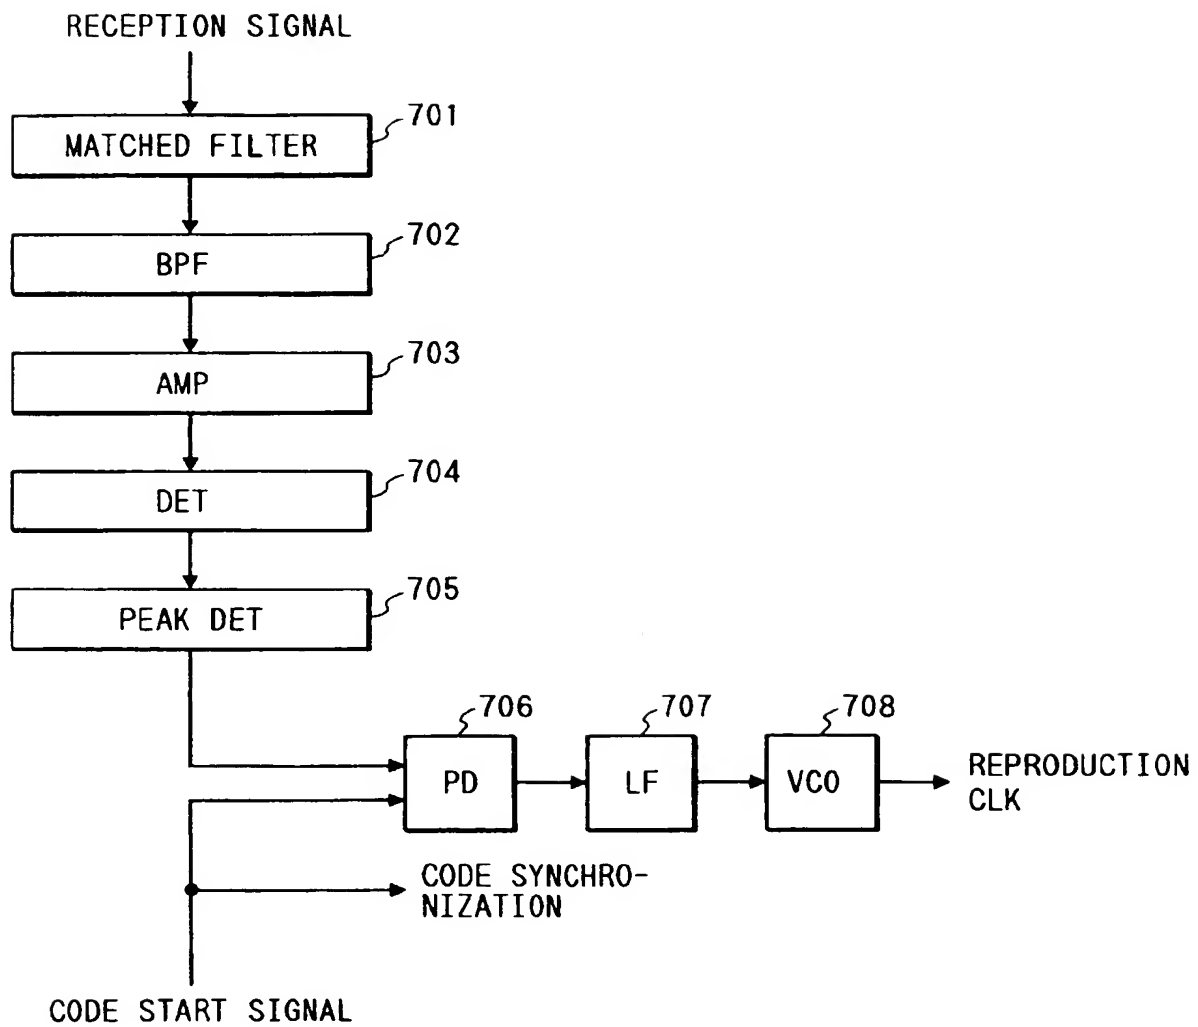 RECEPTION SIGNAL
701
MATCHED FILTER
702
BPF
703
AMP
704
DET
705
PEAK DET
706
707
708
PD
LF
VCO
REPRODUCTION
CLK
CODE SYNCHRO-
NIZATION
CODE START SIGNAL